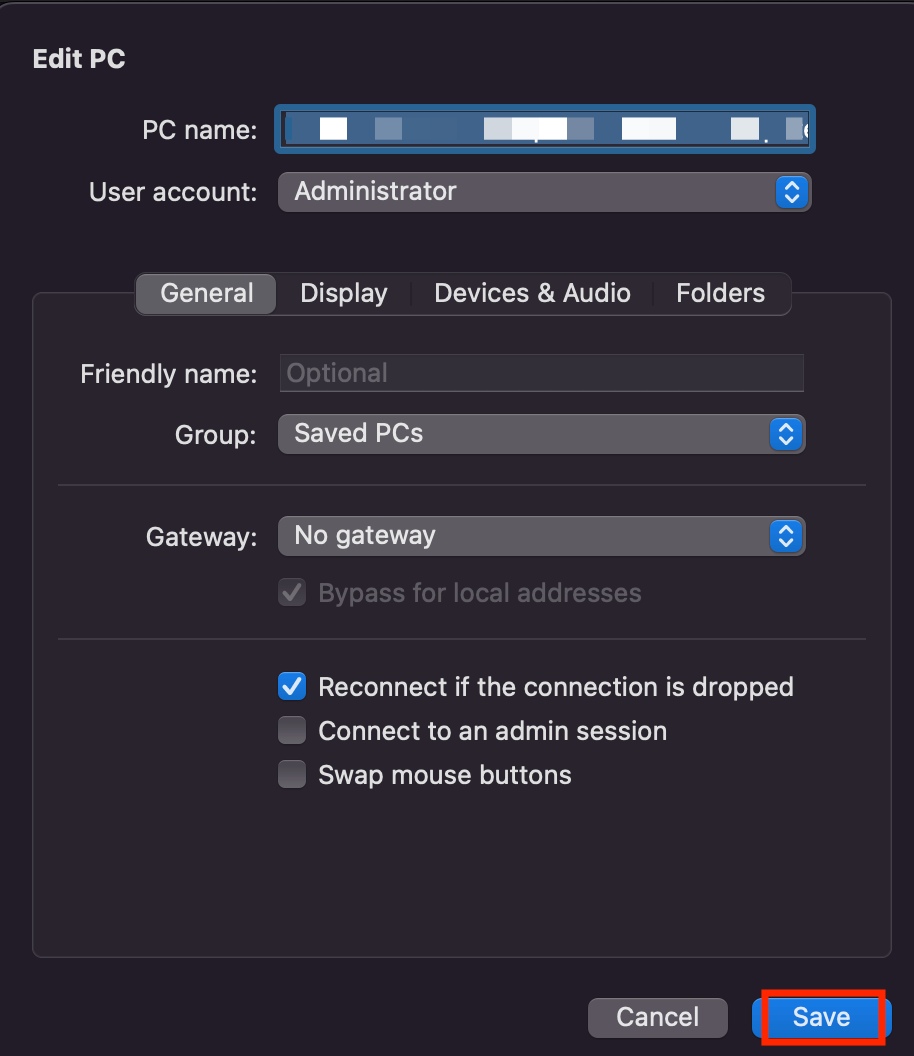 Edit PC
PC name:
User account: Administrator
General Display Devices & Audio Folders
Friendly name: Optional
Group: Saved PCs
Gateway: No gateway
Bypass for local addresses
Reconnect if the connection is dropped
Connect to an admin session
Swap mouse buttons
Cancel Save